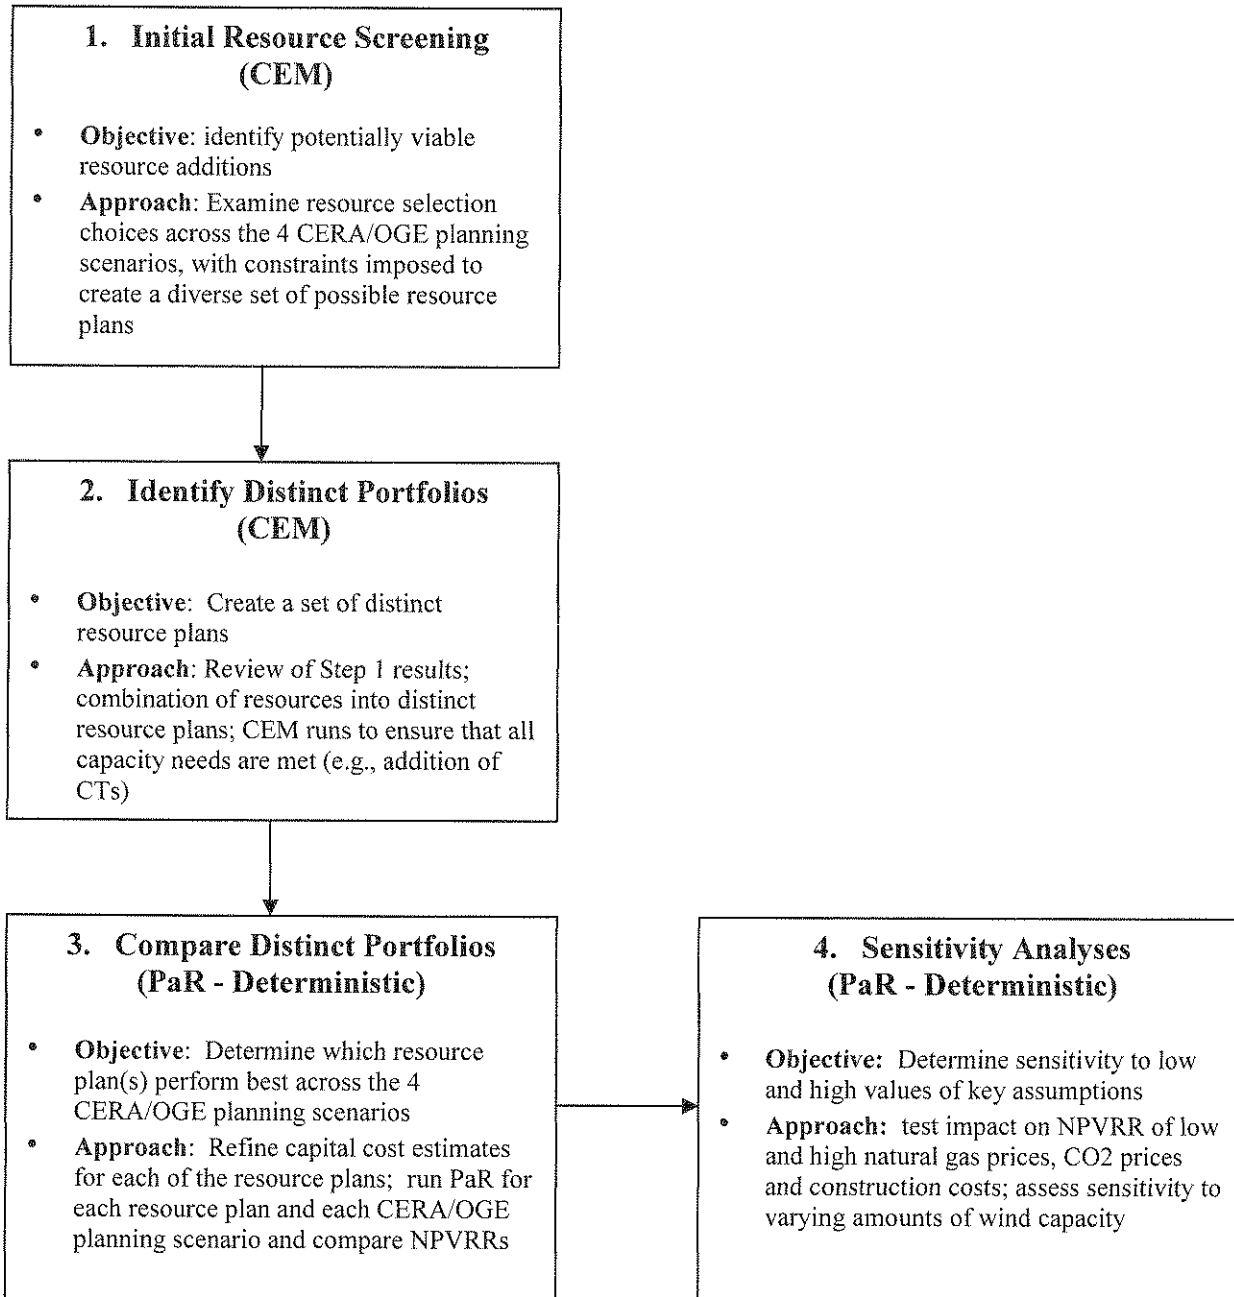 1. Initial Resource Screening
(CEM)
• Objective: identify potentially viable
resource additions
• Approach: Examine resource selection
choices across the 4 CERA/OGE planning
scenarios, with constraints imposed to
create a diverse set of possible resource
plans
2. Identify Distinct Portfolios
(CEM)
• Objective: Create a set of distinct
resource plans
• Approach: Review of Step 1 results;
combination of resources into distinct
resource plans; CEM runs to ensure that all
capacity needs are met (e.g., addition of
CTs)
3. Compare Distinct Portfolios
(PaR - Deterministic)
• Objective: Determine which resource
plan(s) perform best across the 4
CERA/OGE planning scenarios
• Approach: Refine capital cost estimates
for each of the resource plans; run PaR for
each resource plan and each CERA/OGE
planning scenario and compare NPVRRs
4. Sensitivity Analyses
(PaR - Deterministic)
• Objective: Determine sensitivity to low
and high values of key assumptions
• Approach: test impact on NPVRR of low
and high natural gas prices, CO2 prices
and construction costs; assess sensitivity to
varying amounts of wind capacity